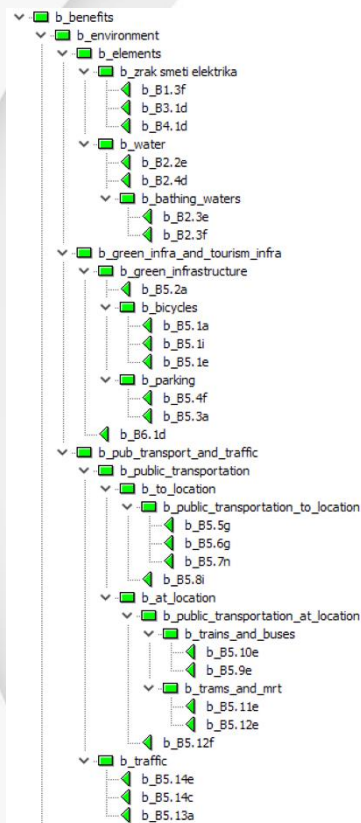 b_benefits
b_environment
b_elements
b_zrak smeti elektrika
b_B1.3f
b_B3.1d
b_B4.1d
b_water
b_B2.2e
b_B2.4d
b_bathing_waters
b_B2.3e
b_B2.3f
b_green_infra_and_tourism_infra
b_green_infrastructure
b_B5.2a
b_bicycles
b_B5.1a
b_B5.1i
b_B5.1e
b_parking
b_B5.4f
b_B5.3a
b_B6.1d
b_pub_transport_and_traffic
b_public_transportation
b_to_location
b_public_transportation_to_location
b_B5.5g
b_B5.6g
b_B5.7n
b_B5.8i
b_at_location
b_public_transportation_at_location
b_trains_and_buses
b_B5.10e
b_B5.9e
b_trams_and_mrt
b_B5.11e
b_B5.12e
b_B5.12f
b_traffic
b_B5.14e
b_B5.14c
b_B5.13a